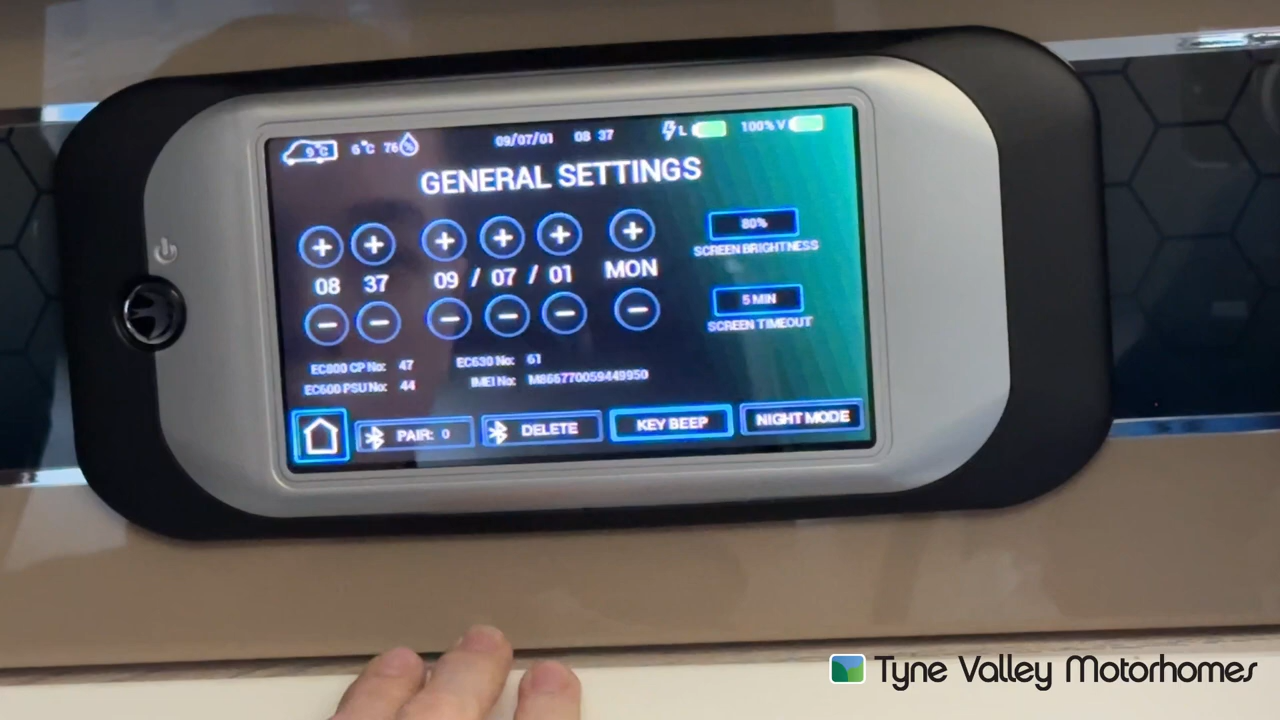 9°C 6°C 76% 09/07/01 08 37 L 100% V
GENERAL SETTINGS
08 37 09 / 07 / 01 MON
80%
SCREEN BRIGHTNESS
5 MIN
SCREEN TIMEOUT
EC800 CP No: 47 EC630 No: 61
EC600 PSU No: 44 IMEI No: M866770059449950
PAIR: 0 DELETE KEY BEEP NIGHT MODE
Tyne Valley Motorhomes